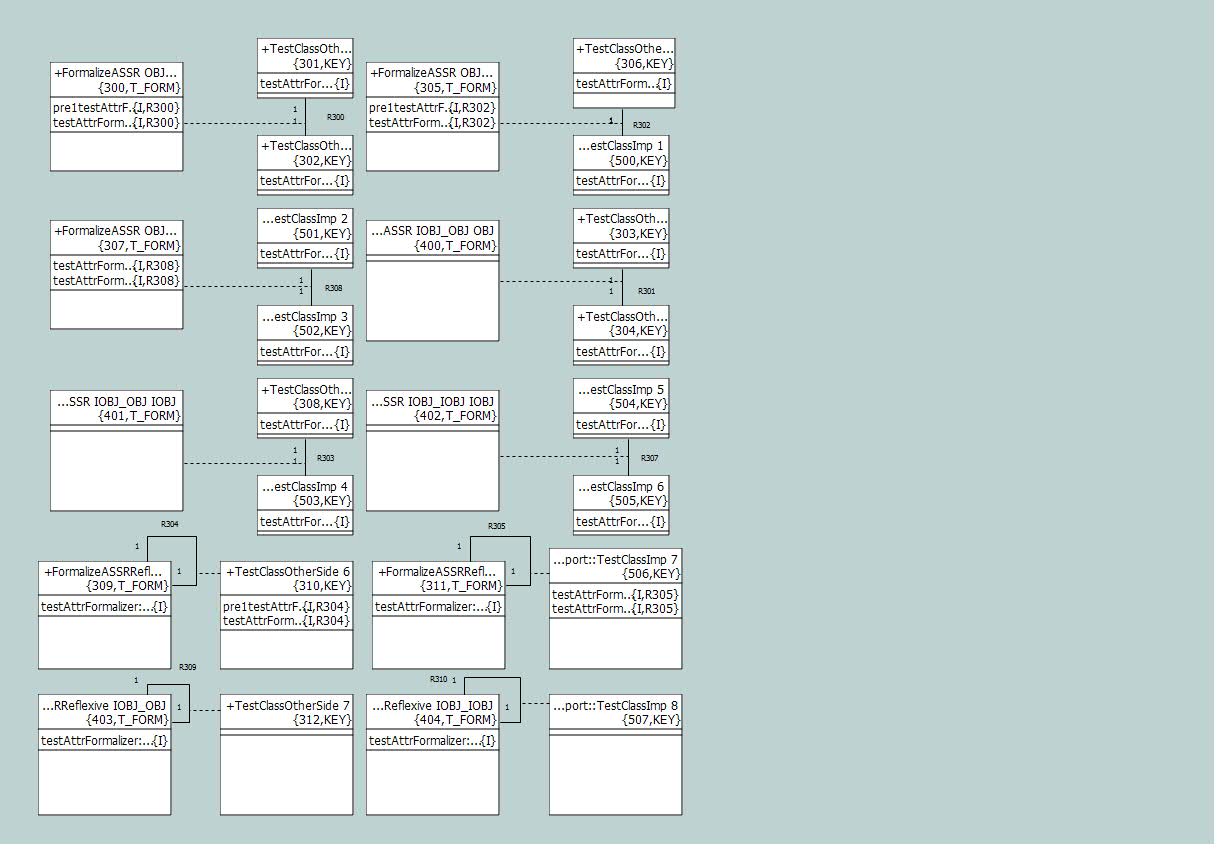 +FormalizeASSR OBJ...
{300,T_FORM}
pre1testAttrF..{I,R300}
testAttrForm..{I,R300}
+TestClassOth...
{301,KEY}
testAttrFor...{I}
1
1
R300
+TestClassOth...
{302,KEY}
testAttrFor...{I}
+FormalizeASSR OBJ...
{305,T_FORM}
pre1testAttrF..{I,R302}
testAttrForm..{I,R302}
+TestClassOthe...
{306,KEY}
testAttrForm...{I}
1
R302
...estClassImp 1
{500,KEY}
testAttrFor...{I}
+FormalizeASSR OBJ...
{307,T_FORM}
testAttrForm..{I,R308}
testAttrForm..{I,R308}
...estClassImp 2
{501,KEY}
testAttrFor...{I}
1
1
R308
...estClassImp 3
{502,KEY}
testAttrFor...{I}
...ASSR IOBJ_OBJ OBJ
{400,T_FORM}
+TestClassOth...
{303,KEY}
testAttrFor...{I}
1
1
R301
+TestClassOth...
{304,KEY}
testAttrFor...{I}
...SSR IOBJ_OBJ IOBJ
{401,T_FORM}
+TestClassOth...
{308,KEY}
testAttrFor...{I}
1
1
R303
...estClassImp 4
{503,KEY}
testAttrFor...{I}
...SSR IOBJ_IOBJ IOBJ
{402,T_FORM}
...estClassImp 5
{504,KEY}
testAttrFor...{I}
1
1
R307
...estClassImp 6
{505,KEY}
testAttrFor...{I}
R304
1
1
+FormalizeASSRRefl...
{309,T_FORM}
testAttrFormalizer:...{I}
+TestClassOtherSide 6
{310,KEY}
pre1testAttrF..{I,R304}
testAttrForm..{I,R304}
R305
1
1
+FormalizeASSRRefl...
{311,T_FORM}
testAttrFormalizer:...{I}
...port::TestClassImp 7
{506,KEY}
testAttrForm..{I,R305}
testAttrForm..{I,R305}
R309
1
1
...RReflexive IOBJ_OBJ
{403,T_FORM}
testAttrFormalizer:...{I}
+TestClassOtherSide 7
{312,KEY}
R310
1
1
...Reflexive IOBJ_IOBJ
{404,T_FORM}
testAttrFormalizer:...{I}
...port::TestClassImp 8
{507,KEY}